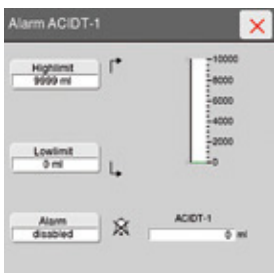 Alarm ACIDT-1
Highlimit
9999 ml
10000
8000
6000
4000
2000
0
Lowlimit
0 ml
Alarm
disabled
ACIDT-1
0 ml